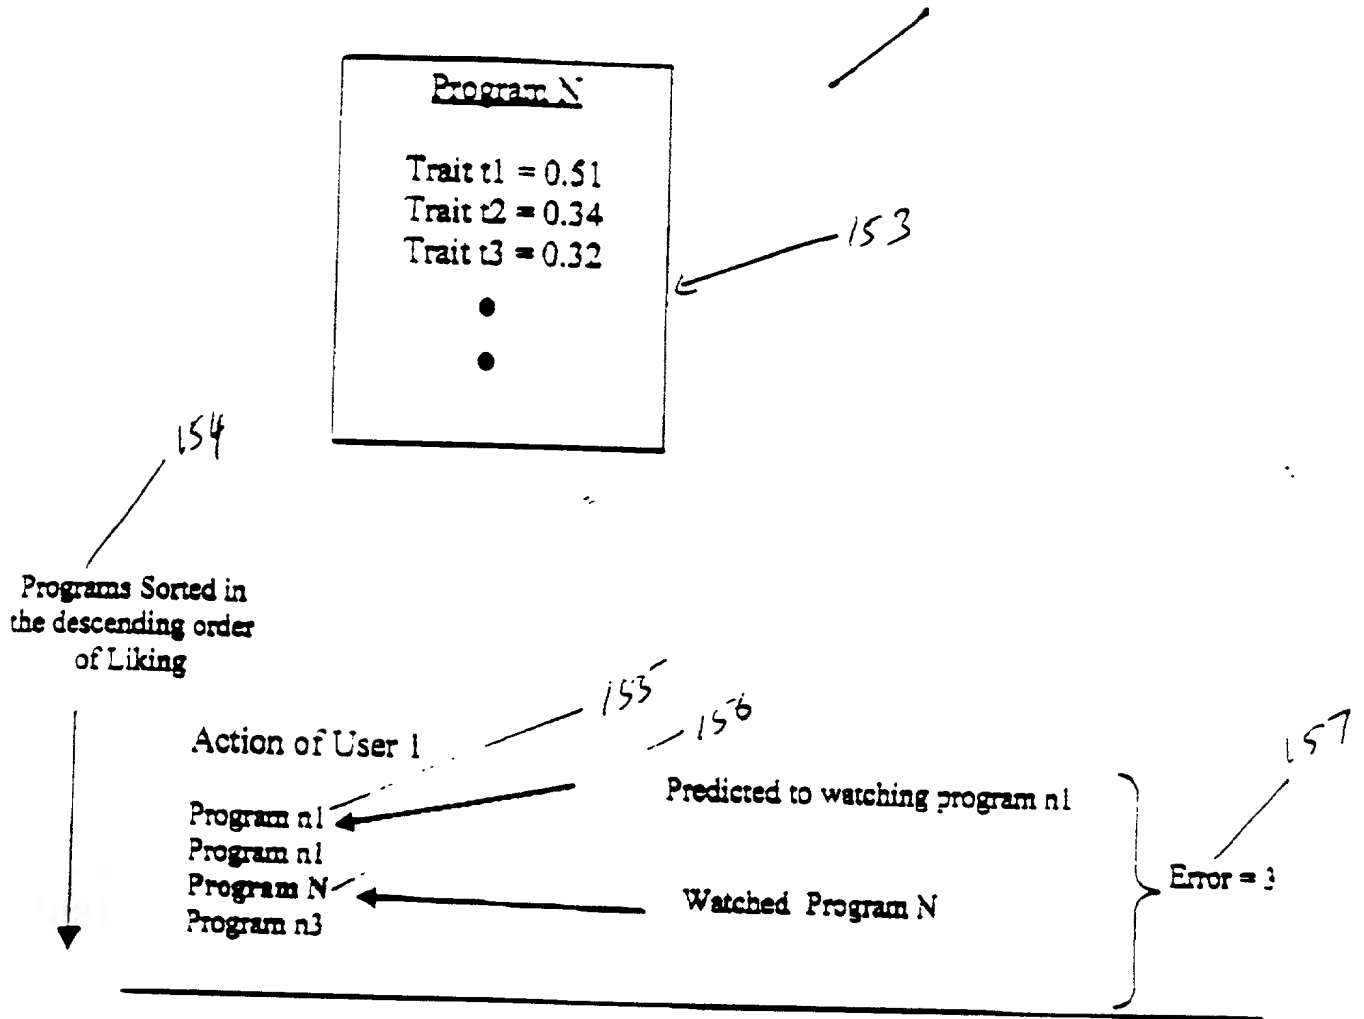 Program N
Trait t1 = 0.51
Trait t2 = 0.34
Trait t3 = 0.32
153
154
Programs Sorted in
the descending order
of Liking
155
156
157
Action of User 1
Predicted to watching program n1
Program n1
Program n1
Program N
Program n3
Watched Program N
Error = 3